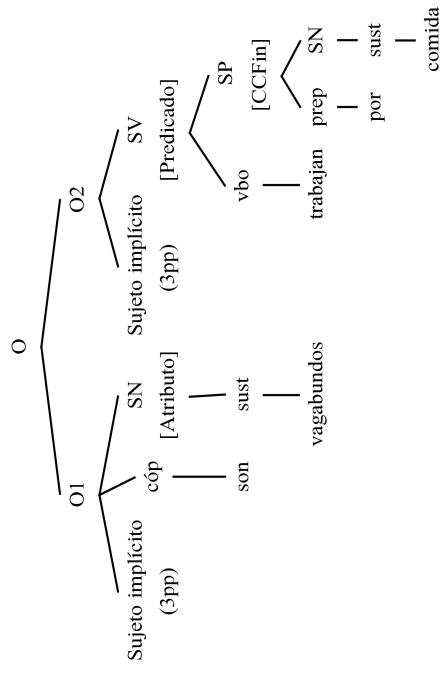 O
O1
O2
Sujeto implícito
(3pp)
cóp
SN
[Atributo]
Sujeto implícito
(3pp)
SV
[Predicado]
son
sust
vbo
SP
[CCFin]
vagabundos
trabajan
prep
SN
por
sust
comida